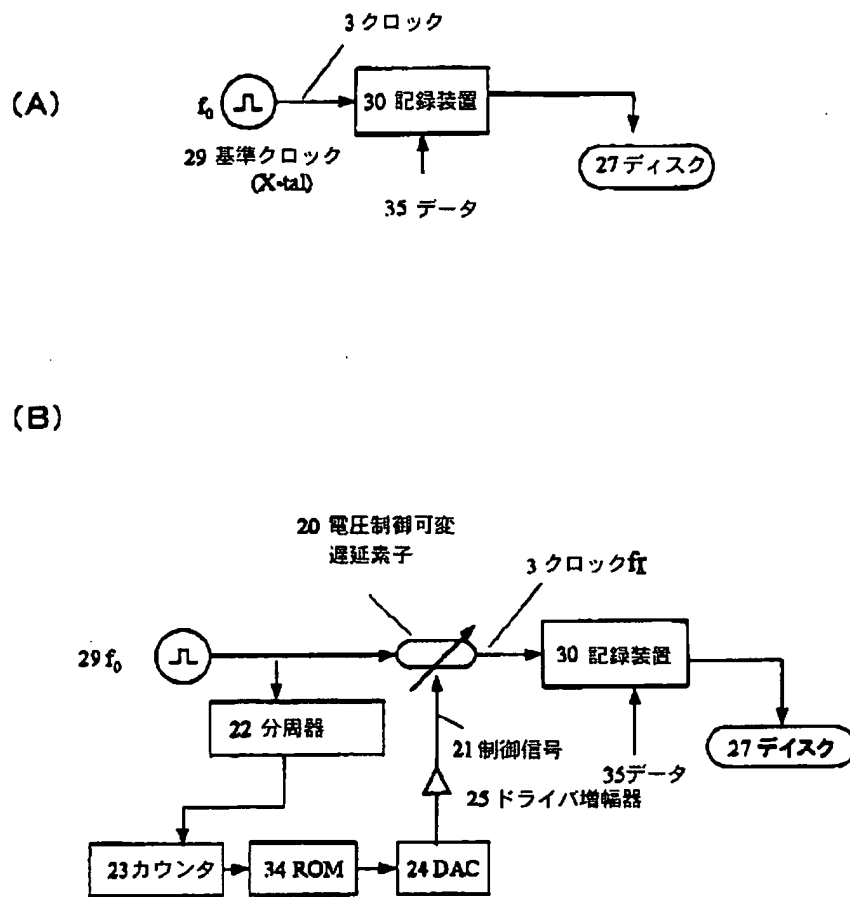 (A)
3 クロック
f₀
30 記録装置
29 基準クロック
(X-tal)
27 ディスク
35 データ
(B)
20 電圧制御可変
遅延素子
3 クロックfI
29 f₀
30 記録装置
22 分周器
21 制御信号
35データ
27 デイスク
25 ドライバ増幅器
23カウンタ
34 ROM
24 DAC